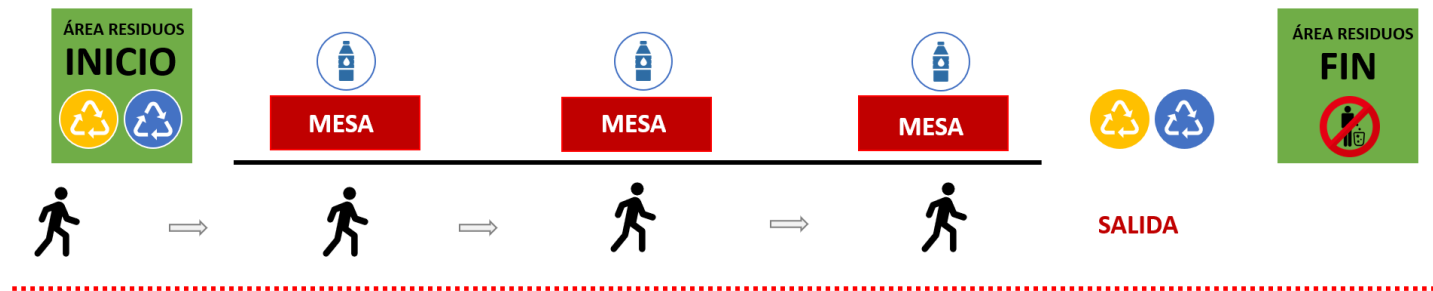 ÁREA RESIDUOS
INICIO
MESA
MESA
MESA
ÁREA RESIDUOS
FIN
SALIDA